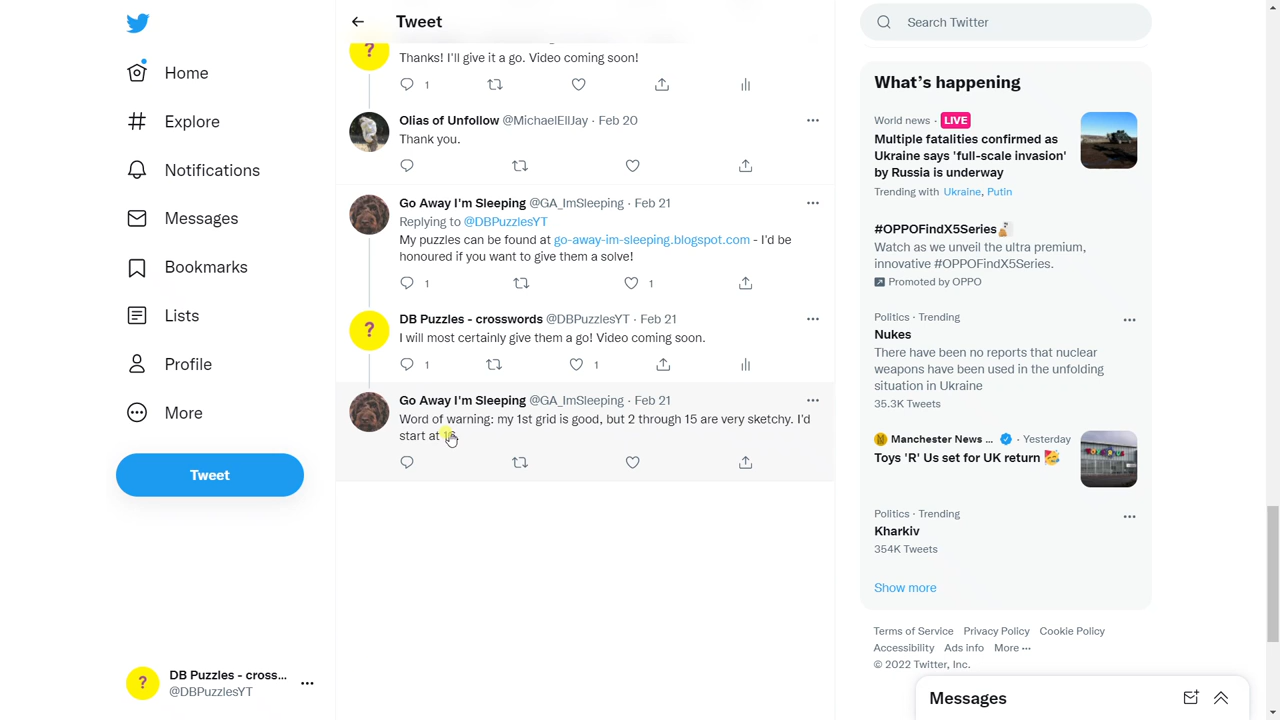 Tweet
Search Twitter
Home
Explore
Notifications
Messages
Bookmarks
Lists
Profile
More
Tweet
? DB Puzzles - cross...
@DBPuzzlesYT
?
Thanks! I'll give it a go. Video coming soon!
1
Olias of Unfollow @MichaelEllJay · Feb 20
Thank you.
Go Away I'm Sleeping @GA_ImSleeping · Feb 21
Replying to @DBPuzzlesYT
My puzzles can be found at go-away-im-sleeping.blogspot.com - I'd be
honoured if you want to give them a solve!
1 1
? DB Puzzles - crosswords @DBPuzzlesYT · Feb 21
I will most certainly give them a go! Video coming soon.
1 1
Go Away I'm Sleeping @GA_ImSleeping · Feb 21
Word of warning: my 1st grid is good, but 2 through 15 are very sketchy. I'd
start at
What's happening
World news · LIVE
Multiple fatalities confirmed as
Ukraine says 'full-scale invasion'
by Russia is underway
Trending with Ukraine, Putin
#OPPOFindX5Series
Watch as we unveil the ultra premium,
innovative #OPPOFindX5Series.
Promoted by OPPO
Politics · Trending
Nukes
There have been no reports that nuclear
weapons have been used in the unfolding
situation in Ukraine
35.3K Tweets
Manchester News ... · Yesterday
Toys 'R' Us set for UK return
Politics · Trending
Kharkiv
354K Tweets
Show more
Terms of Service Privacy Policy Cookie Policy
Accessibility Ads info More ···
© 2022 Twitter, Inc.
Messages